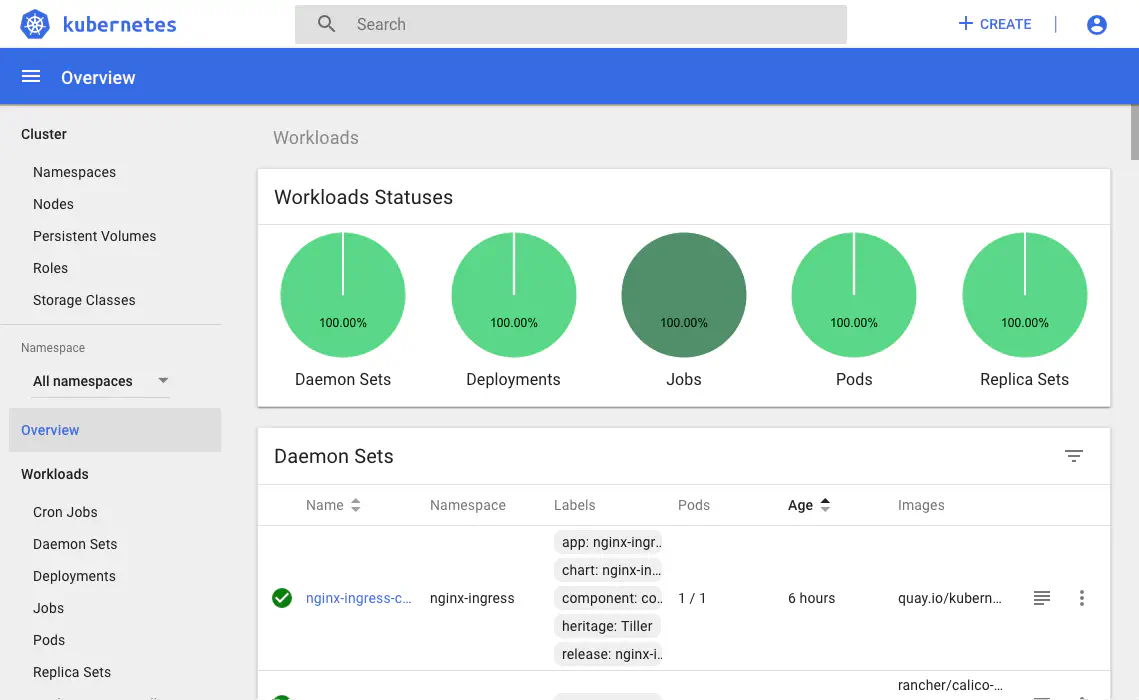 kubernetes
Search
CREATE
Overview
Cluster
Namespaces
Nodes
Persistent Volumes
Roles
Storage Classes
Namespace
All namespaces
Overview
Workloads
Cron Jobs
Daemon Sets
Deployments
Jobs
Pods
Replica Sets
Workloads
Workloads Statuses
100.00% 100.00% 100.00% 100.00% 100.00%
Daemon Sets Deployments Jobs Pods Replica Sets
Daemon Sets
Name Namespace Labels Pods Age Images
app: nginx-ingr..
chart: nginx-in...
nginx-ingress-c... nginx-ingress component: co.. 1 / 1 6 hours quay.io/kubern...
heritage: Tiller
release: nginx-i..
rancher/calico-...